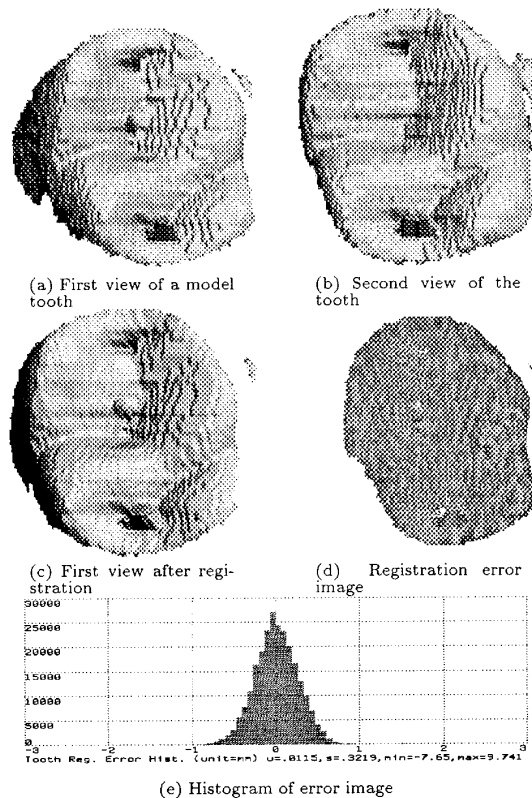 (a) First view of a model
tooth
(b) Second view of the
tooth
(c) First view after regi-
stration
(d) Registration error
image
30000
25000
20000
15000
10000
5000
0
-3 -2 -1 0 1 2 3
Tooth Reg. Error Hist. (unit=mm) u=.0115,s=.3219,min=-7.65,max=9.741
(e) Histogram of error image